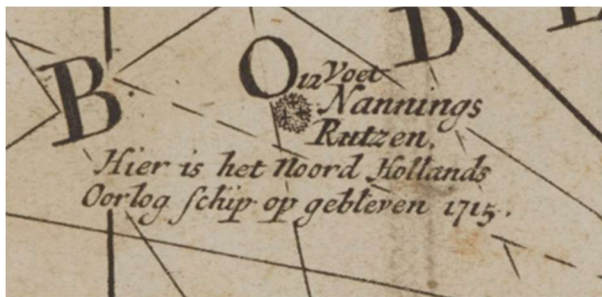 B O D
12 Voet
Nannings
Rutzen.
Hier is het Noord Hollands
Oorlog schip op gebleven 1715.